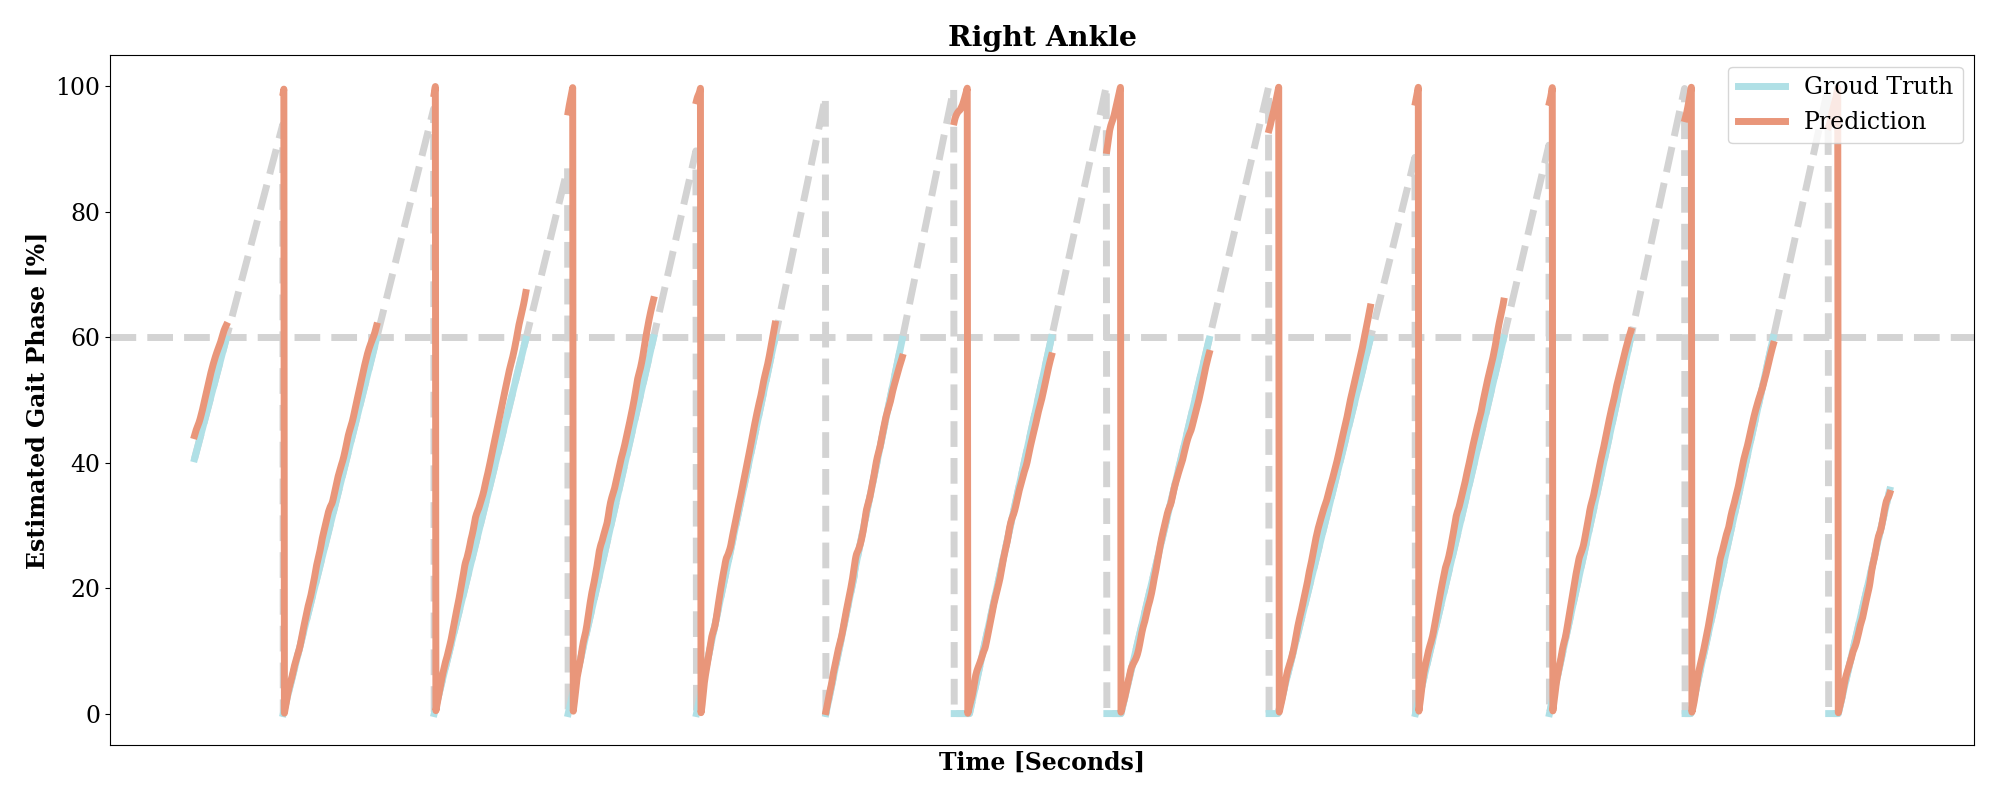 Right Ankle
Estimated Gait Phase [%]
100
80
60
40
20
0
Groud Truth
Prediction
Time [Seconds]